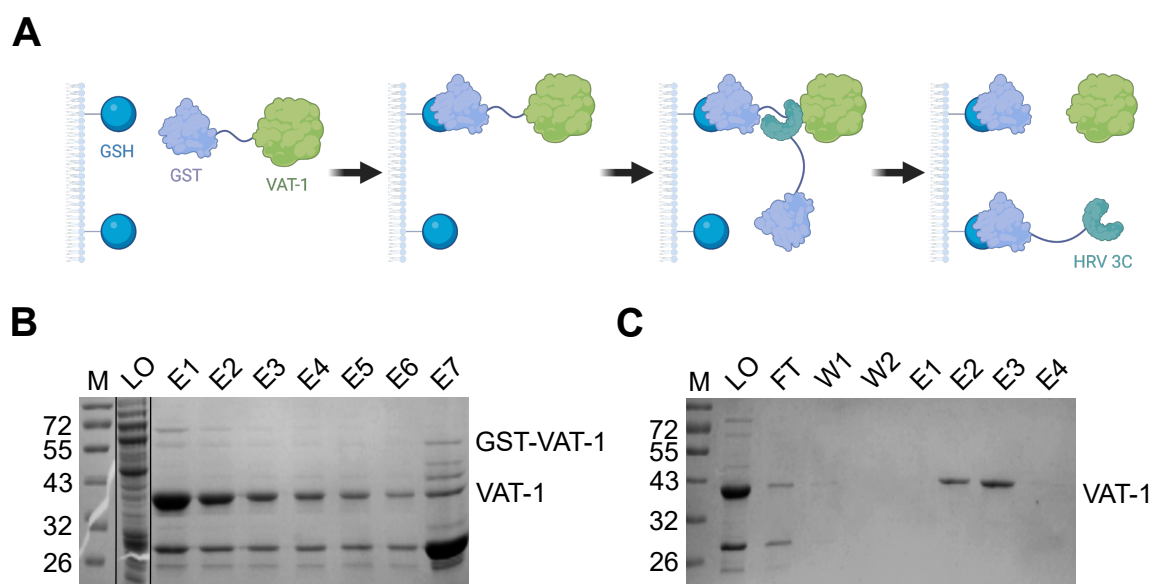 A
GSH
GST
VAT-1
HRV 3C
B
M LO E1 E2 E3 E4 E5 E6 E7
72
55
43
32
26
GST-VAT-1
VAT-1
C
M LO FT W1 W2 E1 E2 E3 E4
72
55
43
32
26
VAT-1